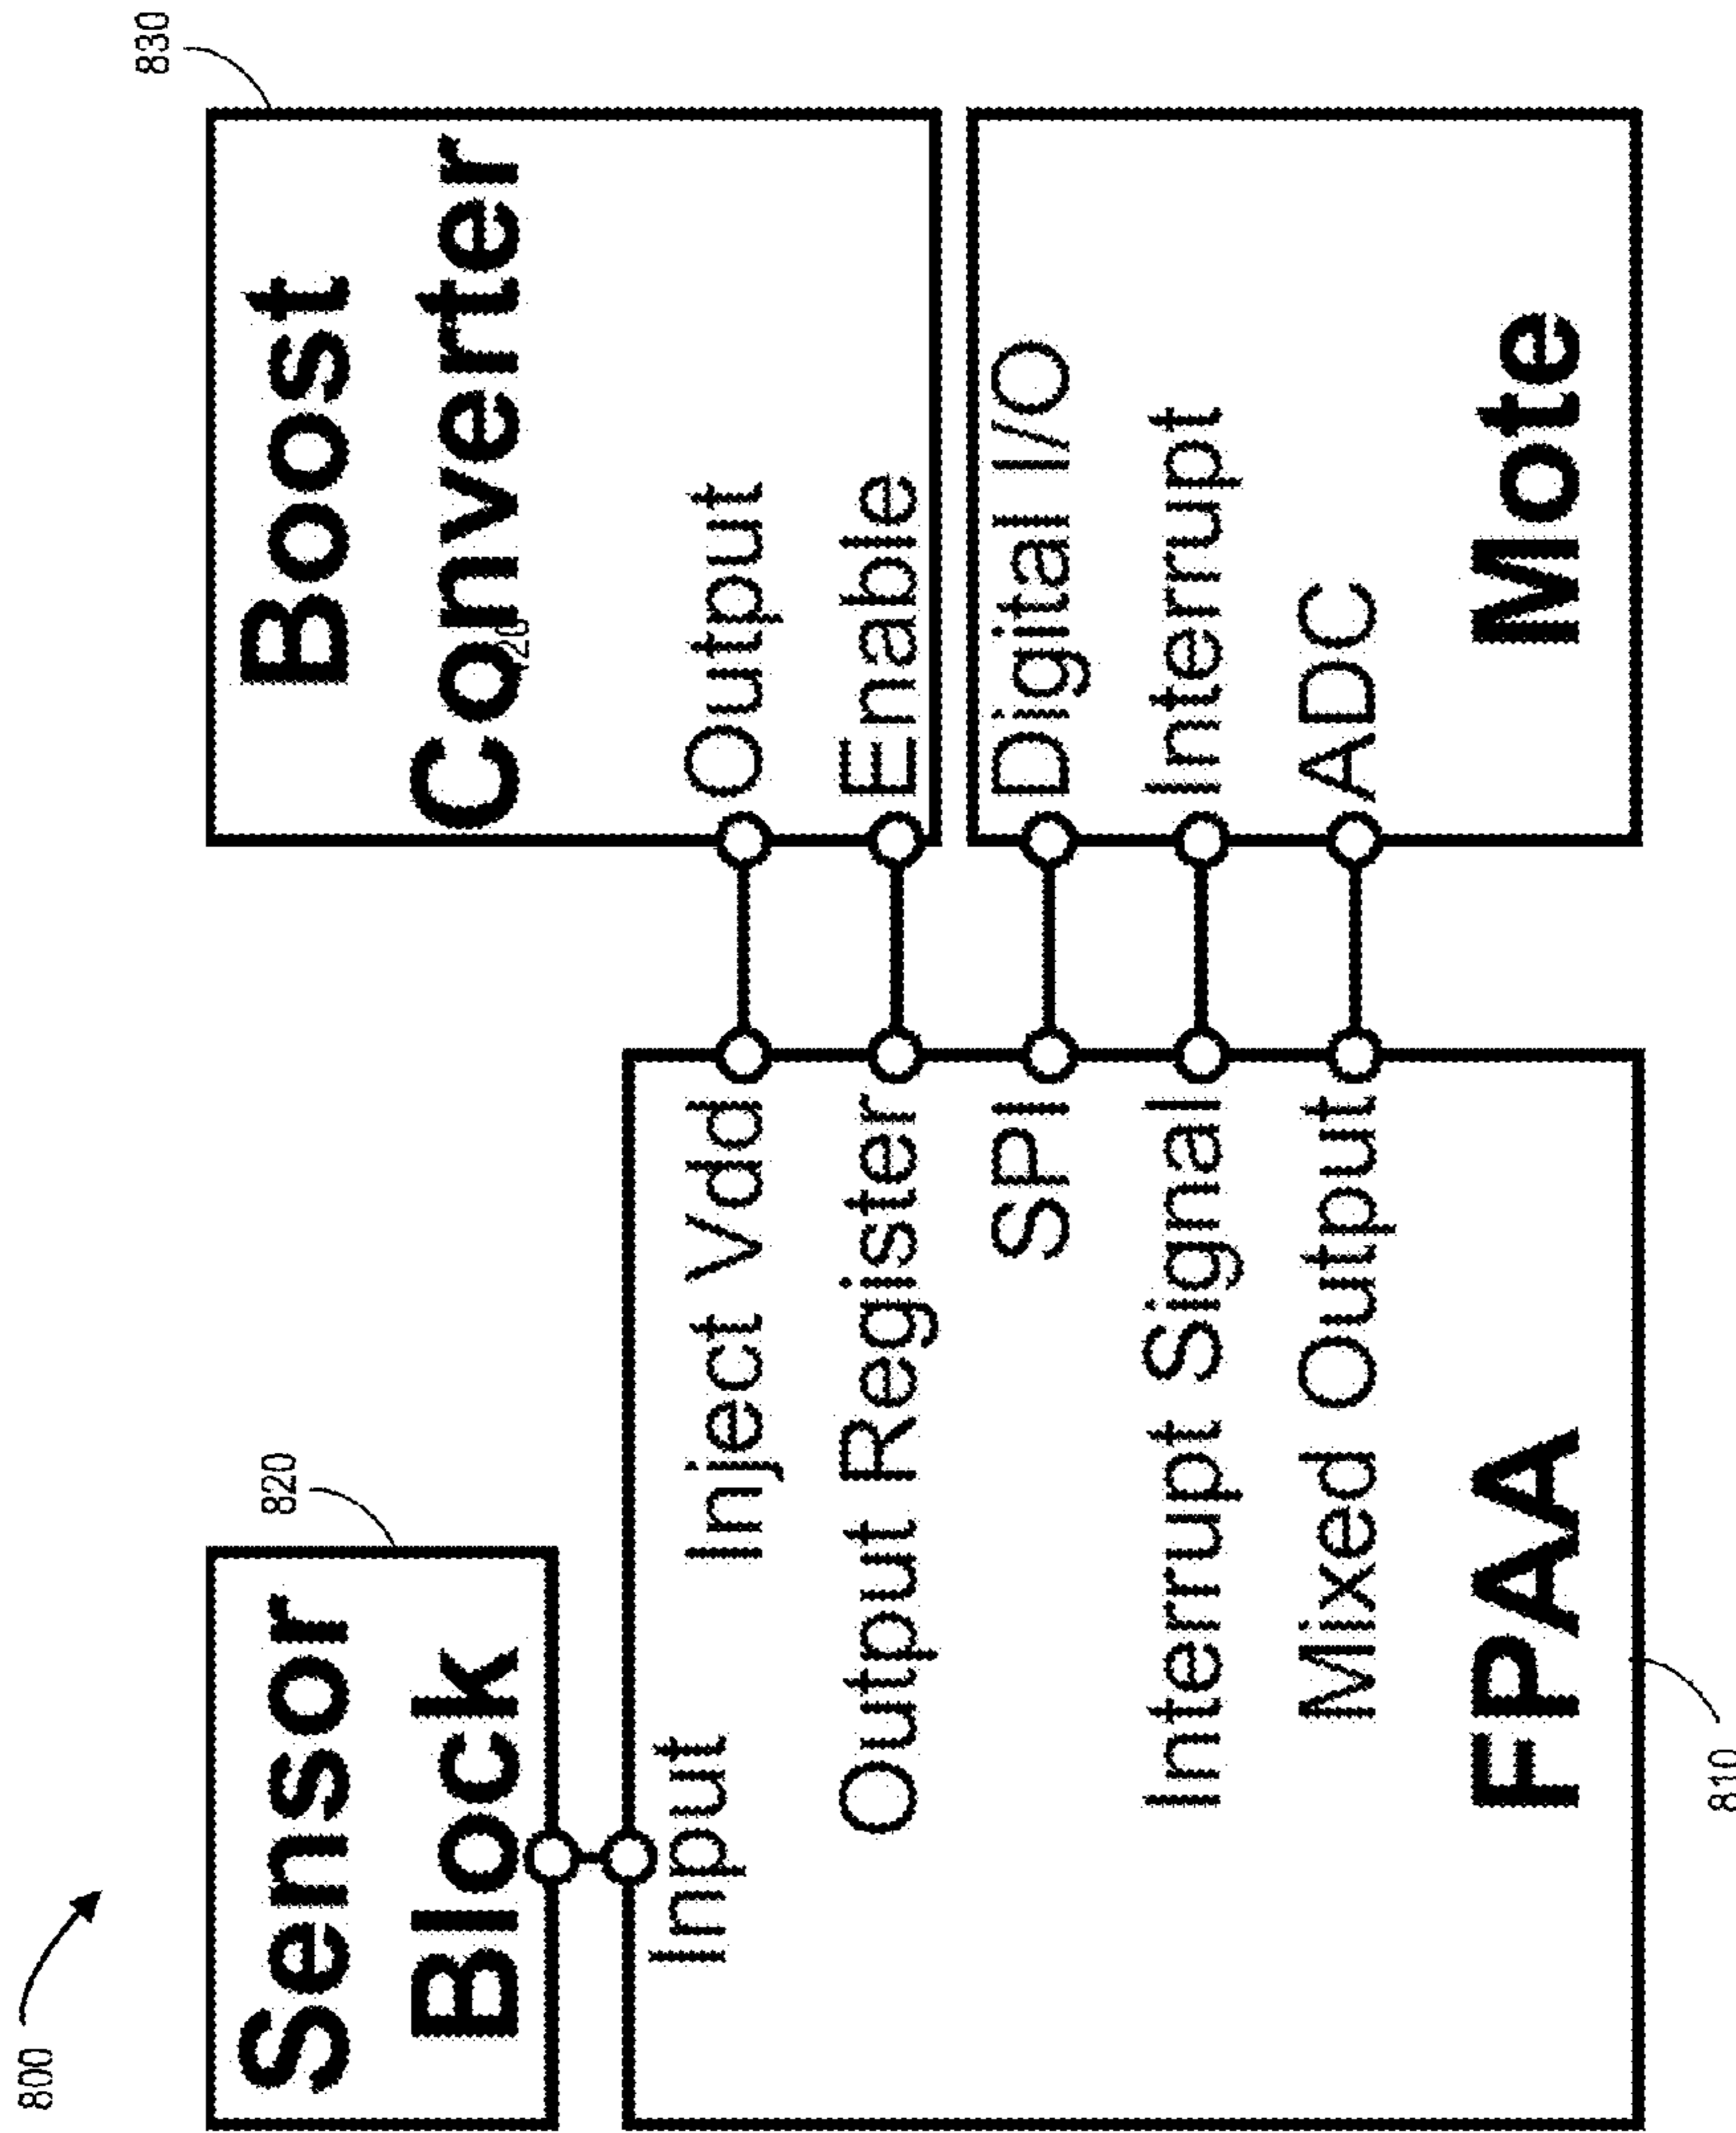 800
Sensor
Block
820
Boost
Converter
830
20
Input
Inject Vdd
Output
Output Register
Enable
SPI
Digital I/O
Interrupt Signal
Interrupt
Mixed Output
ADC
FPAA
Mote
810